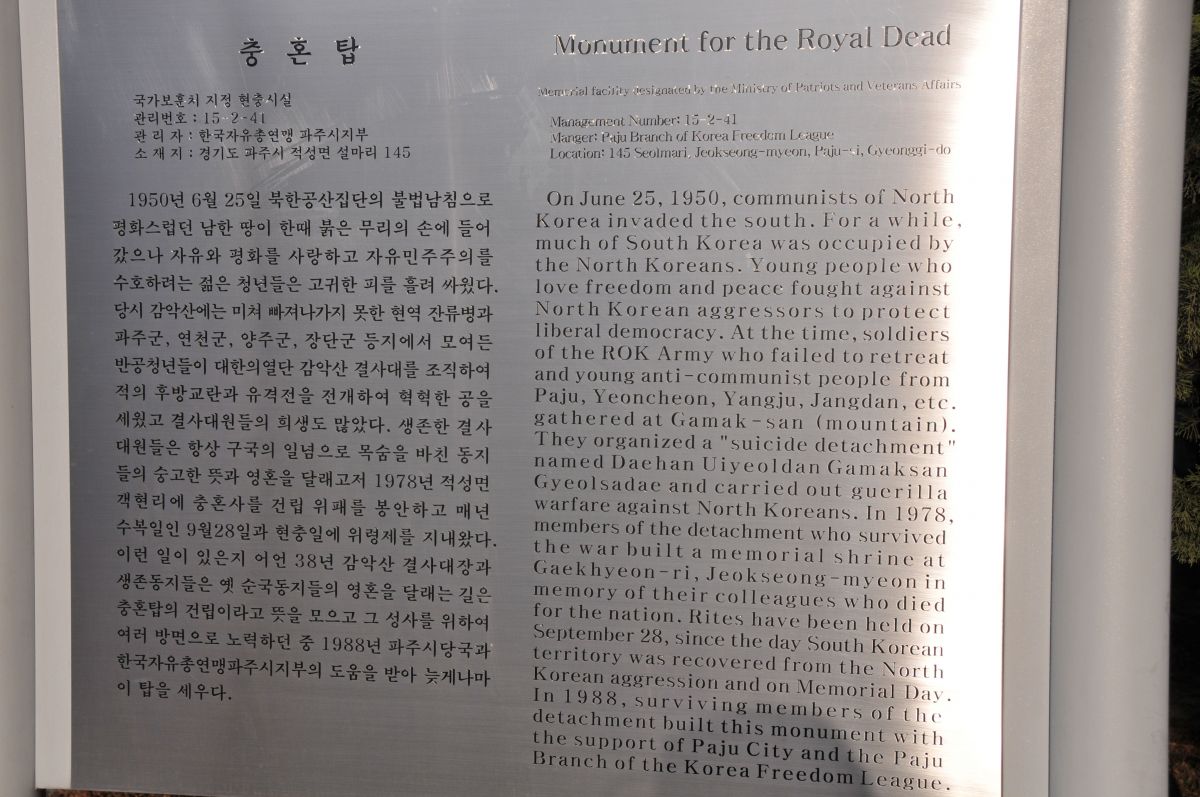 충 혼 탑
국가보훈처 지정 현충시실
관리번호 : 15-2-41
관 리 자 : 한국자유총연맹 파주시지부
소 재 지 : 경기도 파주시 적성면 설마리 145
1950년 6월 25일 북한공산집단의 불법남침으로
평화스럽던 남한 땅이 한때 붉은 무리의 손에 들어
갔으나 자유와 평화를 사랑하고 자유민주주의를
수호하려는 젊은 청년들은 고귀한 피를 흘려 싸웠다.
당시 감악산에는 미쳐 빠져나가지 못한 현역 잔류병과
파주군, 연천군, 양주군, 장단군 등지에서 모여든
반공청년들이 대한의열단 감악산 결사대를 조직하여
적의 후방교란과 유격전을 전개하여 혁혁한 공을
세웠고 결사대원들의 희생도 많았다. 생존한 결사
대원들은 항상 구국의 일념으로 목숨을 바친 동지
들의 숭고한 뜻과 영혼을 달래고저 1978년 적성면
객현리에 충혼사를 건립 위패를 봉안하고 매년
수복일인 9월28일과 현충일에 위령제를 지내왔다.
이런 일이 있은지 어언 38년 감악산 결사대장과
생존동지들은 옛 순국동지들의 영혼을 달래는 길은
충혼탑의 건립이라고 뜻을 모으고 그 성사를 위하여
여러 방면으로 노력하던 중 1988년 파주시당국과
한국자유총연맹파주시지부의 도움을 받아 늦게나마
이 탑을 세우다.
Monument for the Royal Dead
Memorial facility designated by the Ministry of Patriots and Veterans Affairs
Management Number: 15-2-41
Manger: Paju Branch of Korea Freedom League
Location: 145 Seolmari, Jeokseong-myeon, Paju-si, Gyeonggi-do
On June 25, 1950, communists of North
Korea invaded the south. For a while,
much of South Korea was occupied by
the North Koreans. Young people who
love freedom and peace fought against
North Korean aggressors to protect
liberal democracy. At the time, soldiers
of the ROK Army who failed to retreat
and young anti-communist people from
Paju, Yeoncheon, Yangju, Jangdan, etc.
gathered at Gamak-san (mountain).
They organized a "suicide detachment"
named Daehan Uiyeoldan Gamaksan
Gyeolsadae and carried out guerilla
warfare against North Koreans. In 1978,
members of the detachment who survived
the war built a memorial shrine at
Gaekhyeon-ri, Jeokseong-myeon in
memory of their colleagues who died
for the nation. Rites have been held on
September 28, since the day South Korean
territory was recovered from the North
Korean aggression and on Memorial Day.
In 1988, surviving members of the
detachment built this monument with
the support of Paju City and the Paju
Branch of the Korea Freedom League.